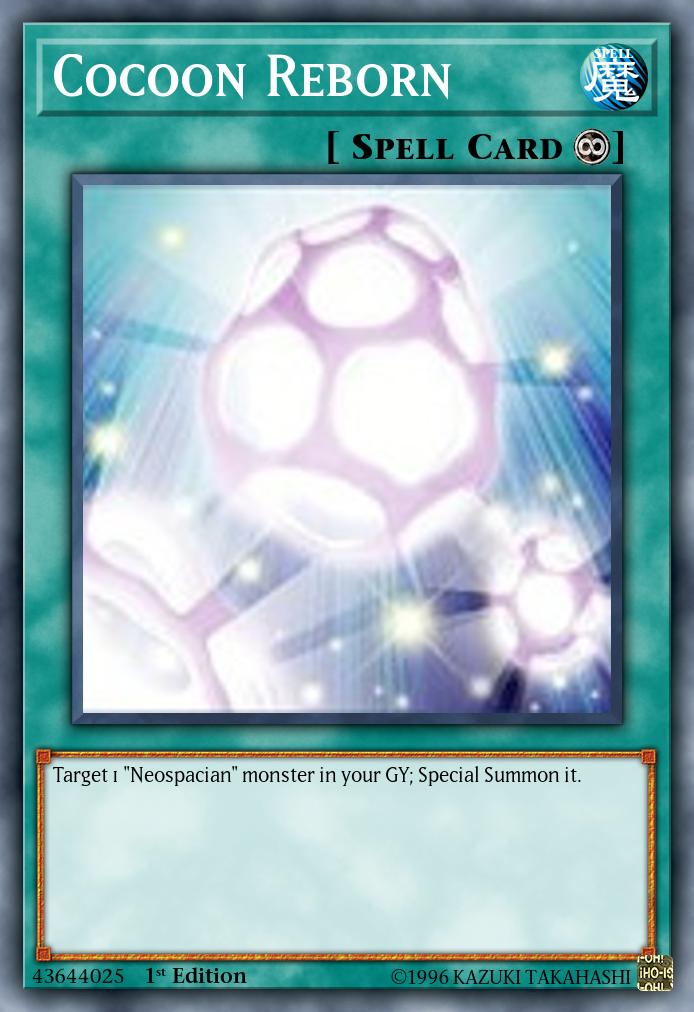 Cocoon Reborn
SPELL
魔
[ Spell Card ♾]
Target 1 "Neospacian" monster in your GY; Special Summon it.
43644025 1st Edition ©1996 KAZUKI TAKAHASHI